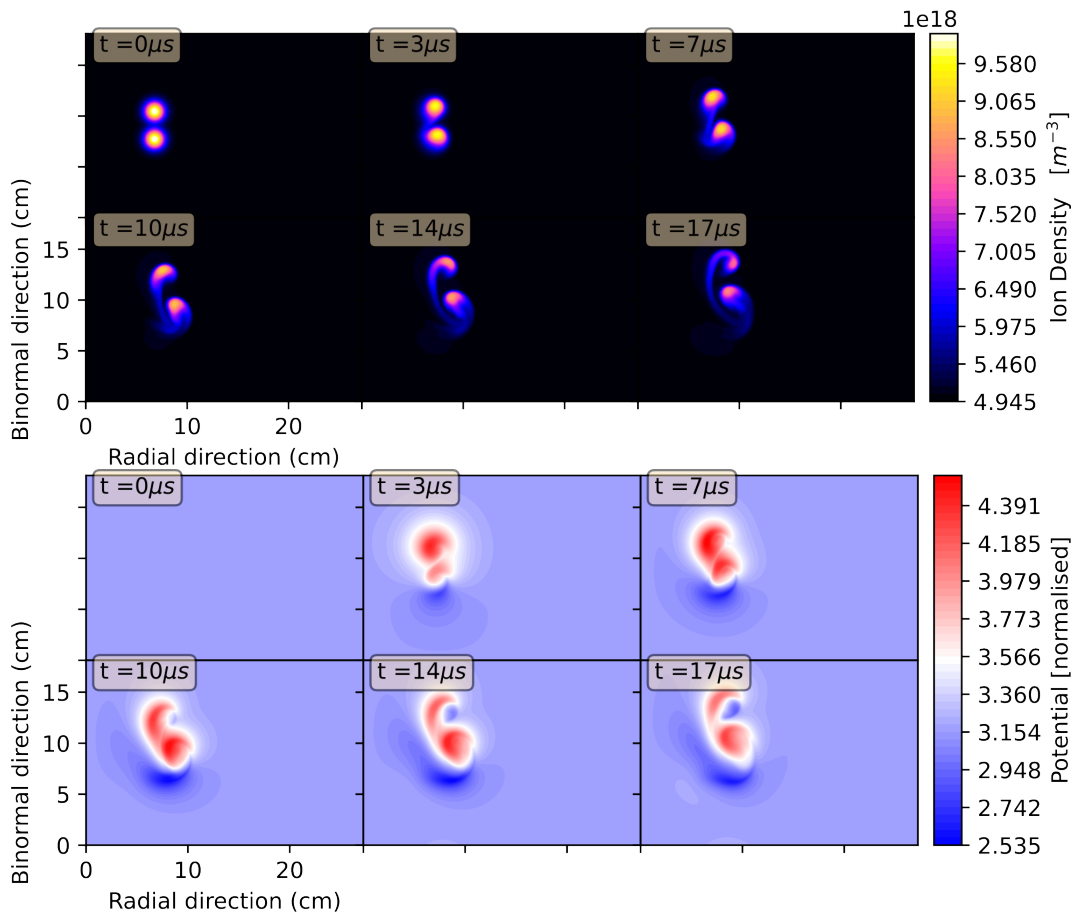 1e18
t =0μs
t =3μs
t =7μs
t =10μs
t =14μs
t =17μs
15
10
5
0
0
10
20
Binormal direction (cm)
Radial direction (cm)
9.580
9.065
8.550
8.035
7.520
7.005
6.490
5.975
5.460
4.945
Ion Density [m⁻³]
t =0μs
t =3μs
t =7μs
t =10μs
t =14μs
t =17μs
15
10
5
0
0
10
20
Binormal direction (cm)
Radial direction (cm)
4.391
4.185
3.979
3.773
3.566
3.360
3.154
2.948
2.742
2.535
Potential [normalised]